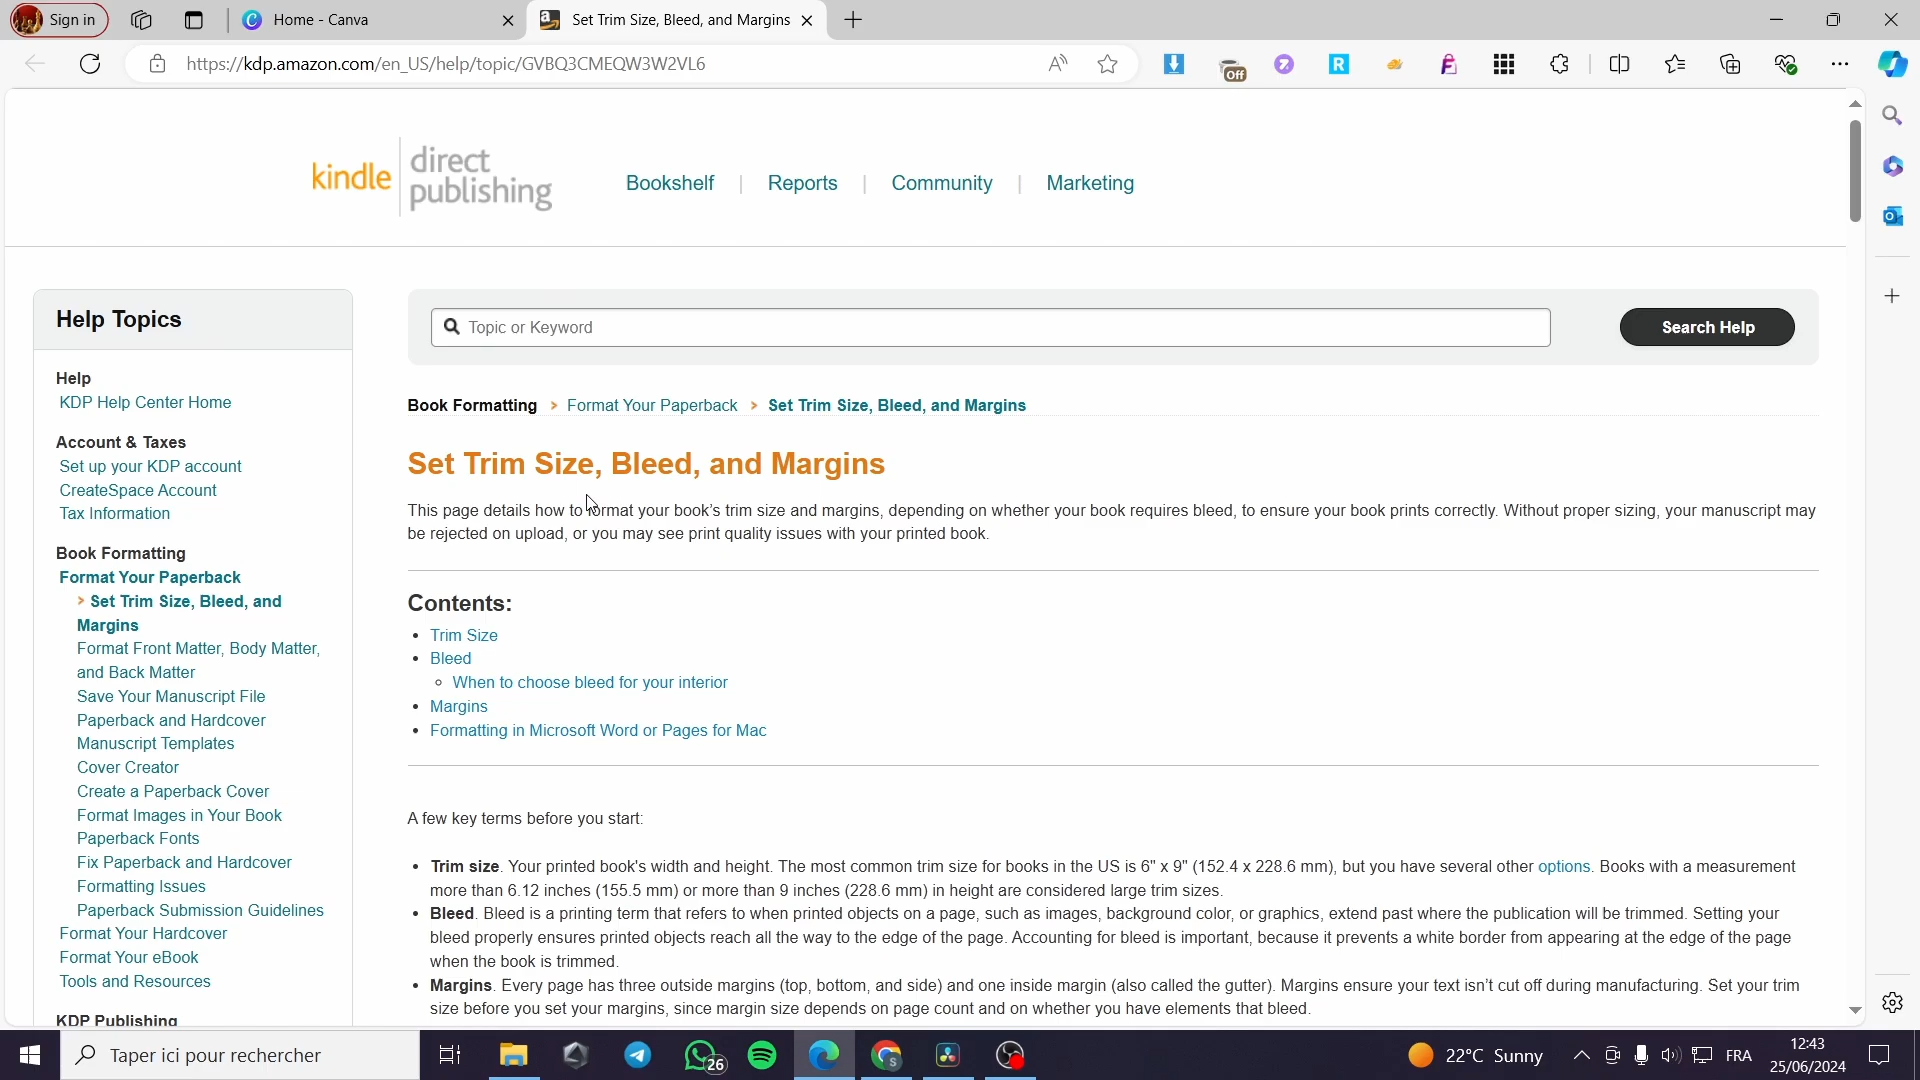 Sign in
Home - Canva
Set Trim Size, Bleed, and Margins
https://kdp.amazon.com/en_US/help/topic/GVBQ3CMEQW3W2VL6
Off
kindle direct publishing
Bookshelf | Reports | Community | Marketing
Help Topics
Topic or Keyword
Search Help
Help
KDP Help Center Home
Account & Taxes
Set up your KDP account
CreateSpace Account
Tax Information
Book Formatting
Format Your Paperback
> Set Trim Size, Bleed, and
Margins
Format Front Matter, Body Matter,
and Back Matter
Save Your Manuscript File
Paperback and Hardcover
Manuscript Templates
Cover Creator
Create a Paperback Cover
Format Images in Your Book
Paperback Fonts
Fix Paperback and Hardcover
Formatting Issues
Paperback Submission Guidelines
Format Your Hardcover
Format Your eBook
Tools and Resources
KDP Publishing
Book Formatting > Format Your Paperback > Set Trim Size, Bleed, and Margins
Set Trim Size, Bleed, and Margins
This page details how to format your book's trim size and margins, depending on whether your book requires bleed, to ensure your book prints correctly. Without proper sizing, your manuscript may
be rejected on upload, or you may see print quality issues with your printed book.
Contents:
• Trim Size
• Bleed
◦ When to choose bleed for your interior
• Margins
• Formatting in Microsoft Word or Pages for Mac
A few key terms before you start:
• Trim size. Your printed book's width and height. The most common trim size for books in the US is 6" x 9" (152.4 x 228.6 mm), but you have several other options. Books with a measurement
more than 6.12 inches (155.5 mm) or more than 9 inches (228.6 mm) in height are considered large trim sizes.
• Bleed. Bleed is a printing term that refers to when printed objects on a page, such as images, background color, or graphics, extend past where the publication will be trimmed. Setting your
bleed properly ensures printed objects reach all the way to the edge of the page. Accounting for bleed is important, because it prevents a white border from appearing at the edge of the page
when the book is trimmed.
• Margins. Every page has three outside margins (top, bottom, and side) and one inside margin (also called the gutter). Margins ensure your text isn't cut off during manufacturing. Set your trim
size before you set your margins, since margin size depends on page count and on whether you have elements that bleed.
Taper ici pour rechercher
26
22°C Sunny
FRA
12:43
25/06/2024